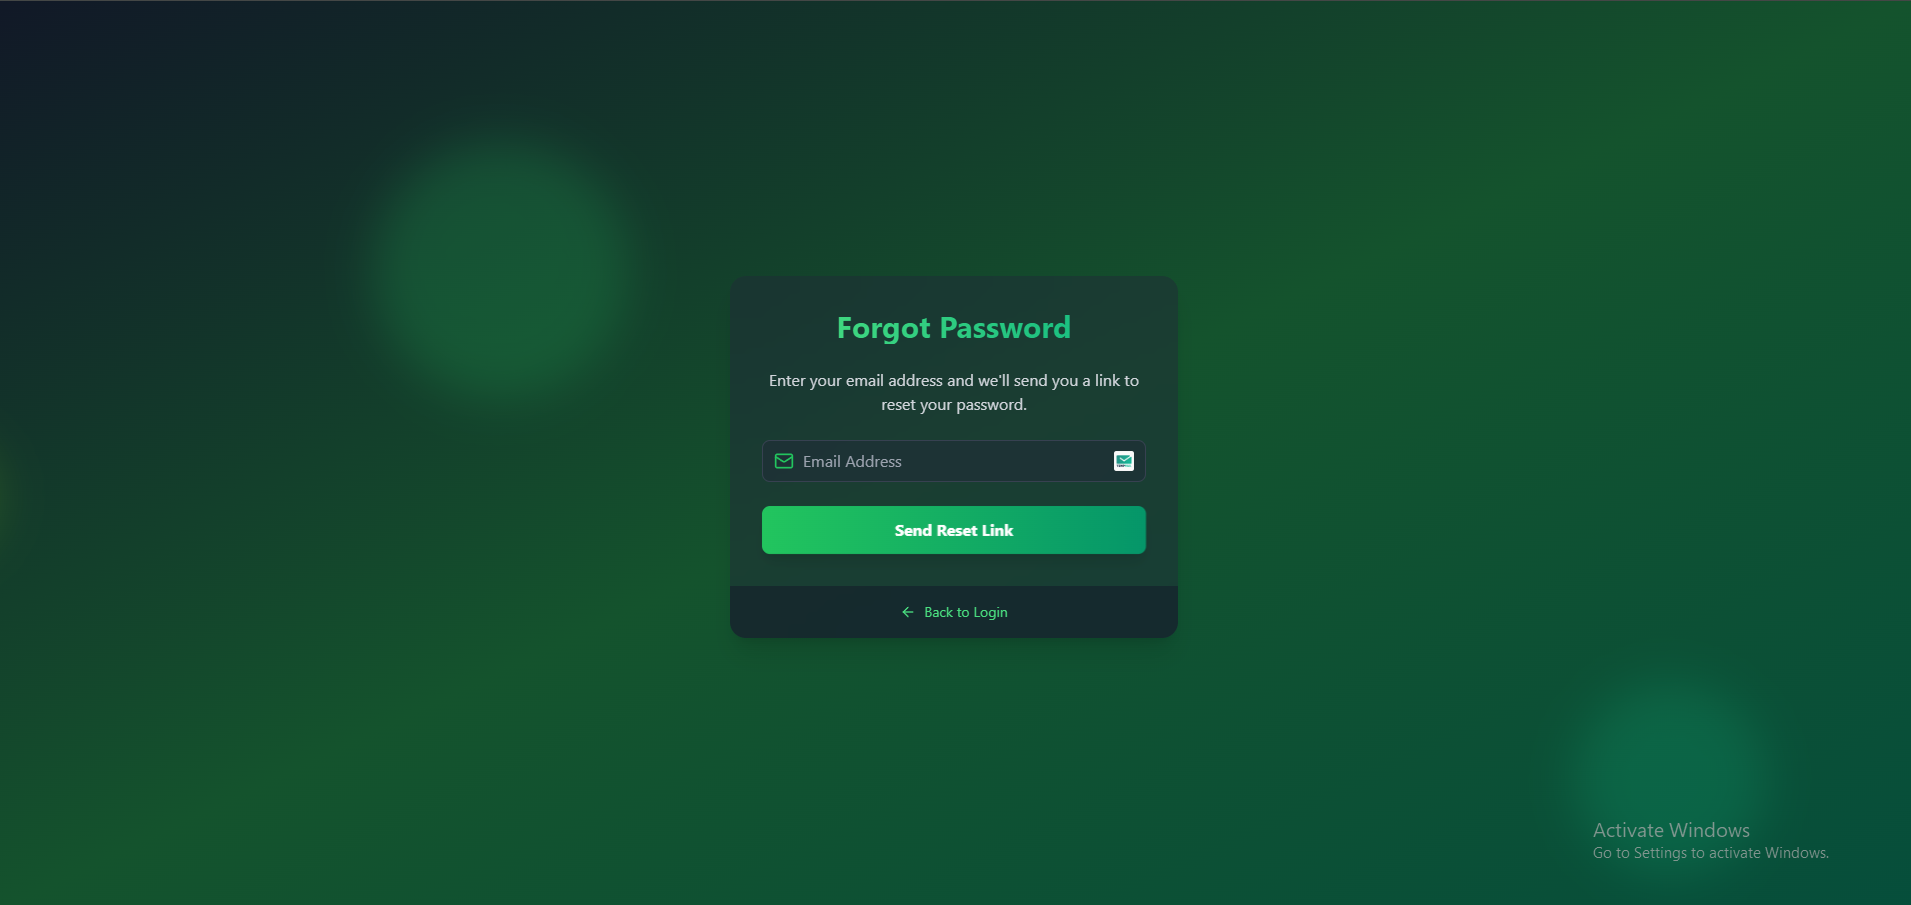 Forgot Password
Enter your email address and we'll send you a link to
reset your password.
Email Address
Send Reset Link
Back to Login
Activate Windows
Go to Settings to activate Windows.